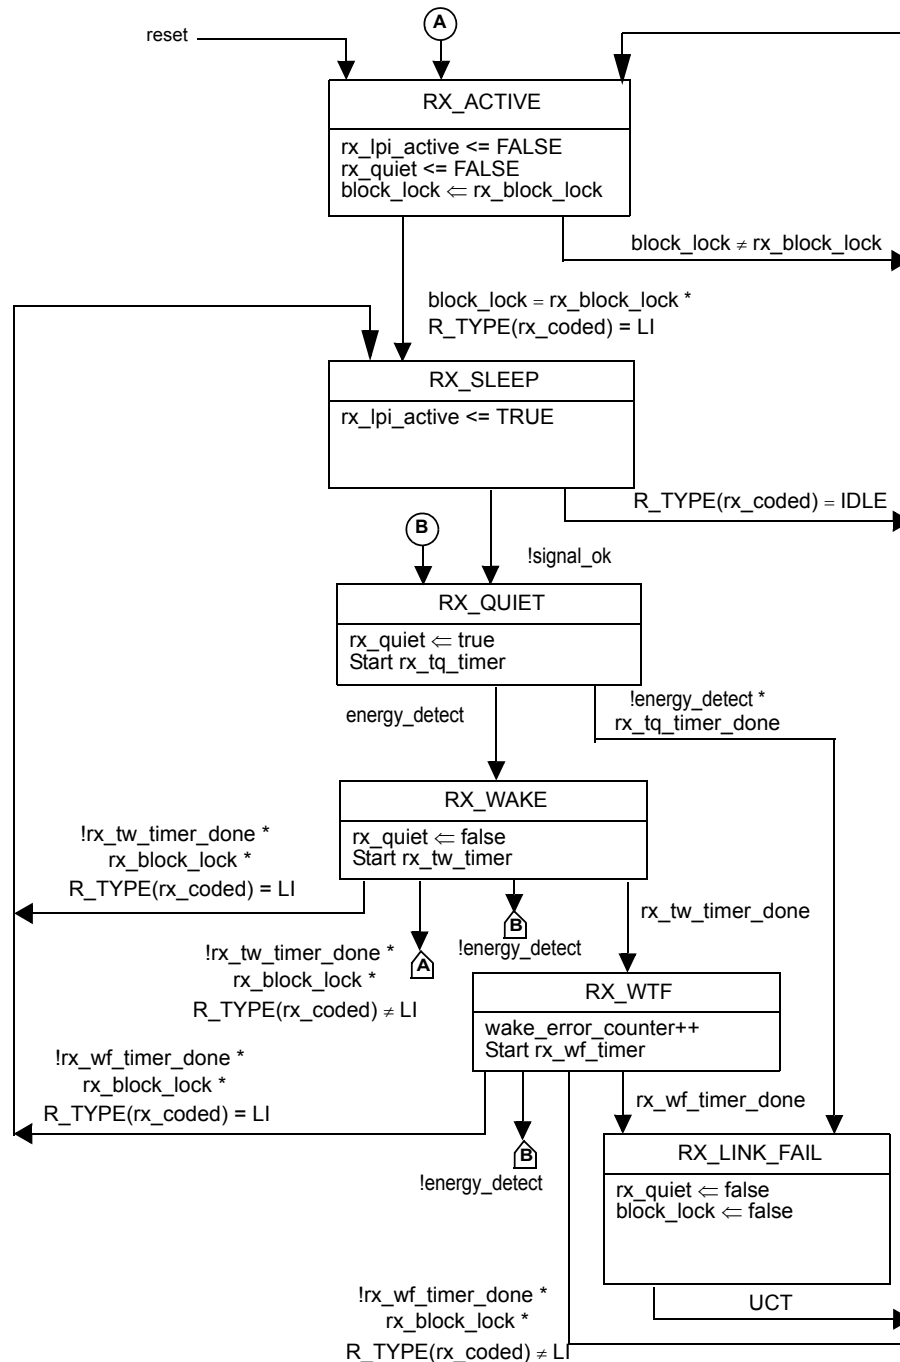 A
reset
RX_ACTIVE
rx_lpi_active <= FALSE
rx_quiet <= FALSE
block_lock ⇐ rx_block_lock
block_lock ≠ rx_block_lock
block_lock = rx_block_lock *
R_TYPE(rx_coded) = LI
RX_SLEEP
rx_lpi_active <= TRUE
R_TYPE(rx_coded) = IDLE
B
!signal_ok
RX_QUIET
rx_quiet ⇐ true
Start rx_tq_timer
energy_detect
!energy_detect *
rx_tq_timer_done
RX_WAKE
rx_quiet ⇐ false
Start rx_tw_timer
!rx_tw_timer_done *
rx_block_lock *
R_TYPE(rx_coded) = LI
rx_tw_timer_done
B
!energy_detect
!rx_tw_timer_done *
rx_block_lock *
R_TYPE(rx_coded) ≠ LI
A
RX_WTF
wake_error_counter++
Start rx_wf_timer
!rx_wf_timer_done *
rx_block_lock *
R_TYPE(rx_coded) = LI
rx_wf_timer_done
B
!energy_detect
RX_LINK_FAIL
rx_quiet ⇐ false
block_lock ⇐ false
UCT
!rx_wf_timer_done *
rx_block_lock *
R_TYPE(rx_coded) ≠ LI